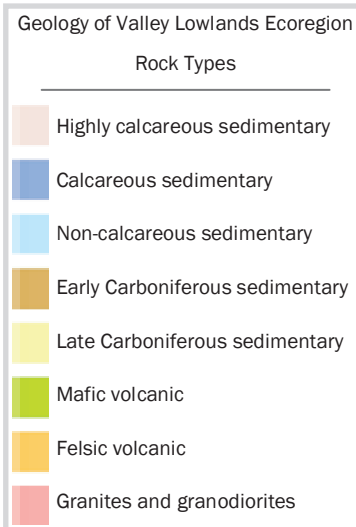 Geology of Valley Lowlands Ecoregion
Rock Types
Highly calcareous sedimentary
Calcareous sedimentary
Non-calcareous sedimentary
Early Carboniferous sedimentary
Late Carboniferous sedimentary
Mafic volcanic
Felsic volcanic
Granites and granodiorites